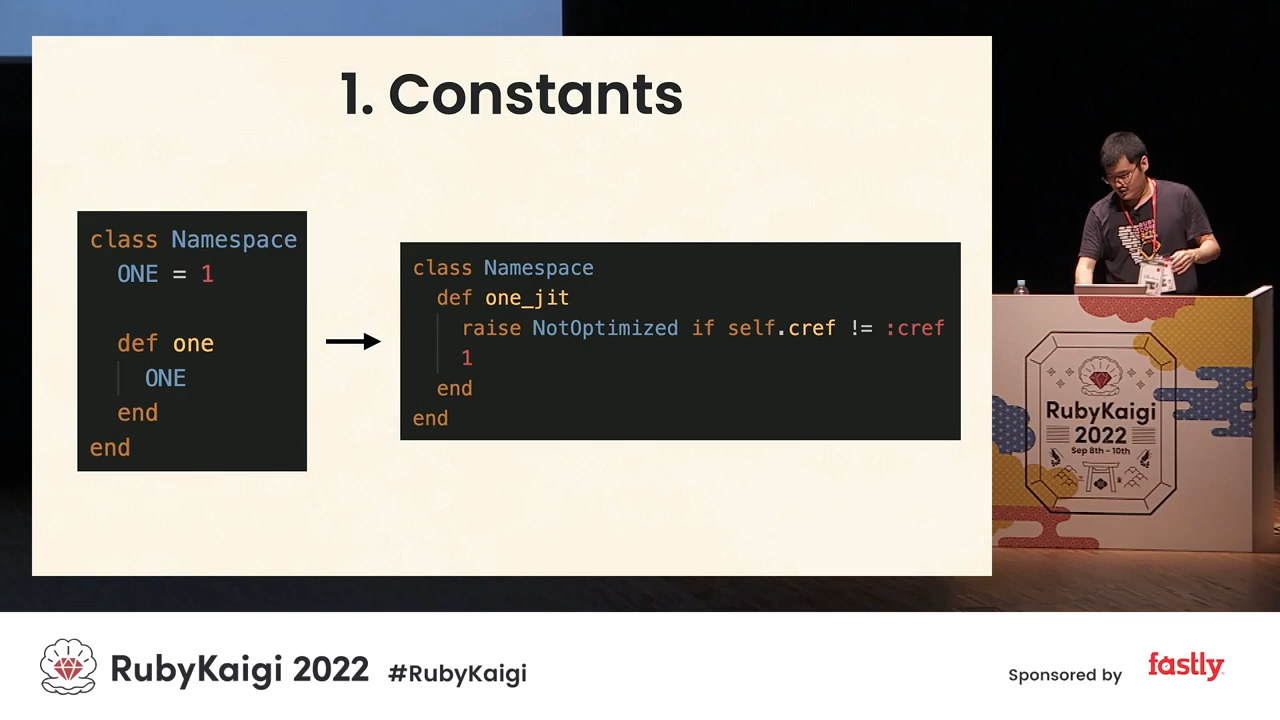 1. Constants
class Namespace
ONE = 1
def one
ONE
end
end
class Namespace
def one_jit
raise NotOptimized if self.cref != :cref
1
end
end
RubyKaigi
2022
Sep 8th - 10th
RubyKaigi 2022 #RubyKaigi
Sponsored by fastly